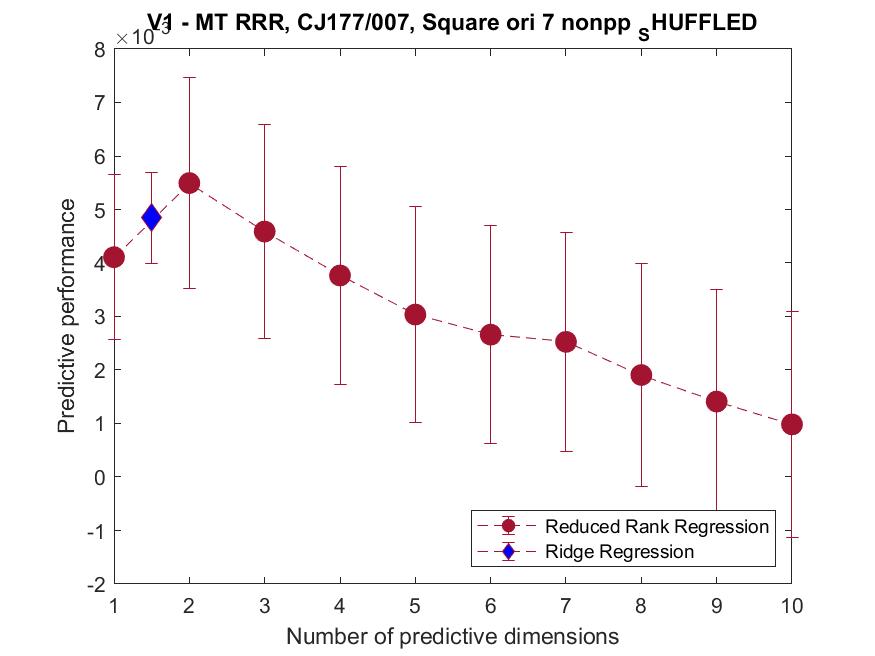 V1 - MT RRR, CJ177/007, Square ori 7 nonpp SHUFFLED
×10-3
8
7
6
5
4
3
2
1
0
-1
-2
Predictive performance
Reduced Rank Regression
Ridge Regression
1 2 3 4 5 6 7 8 9 10
Number of predictive dimensions